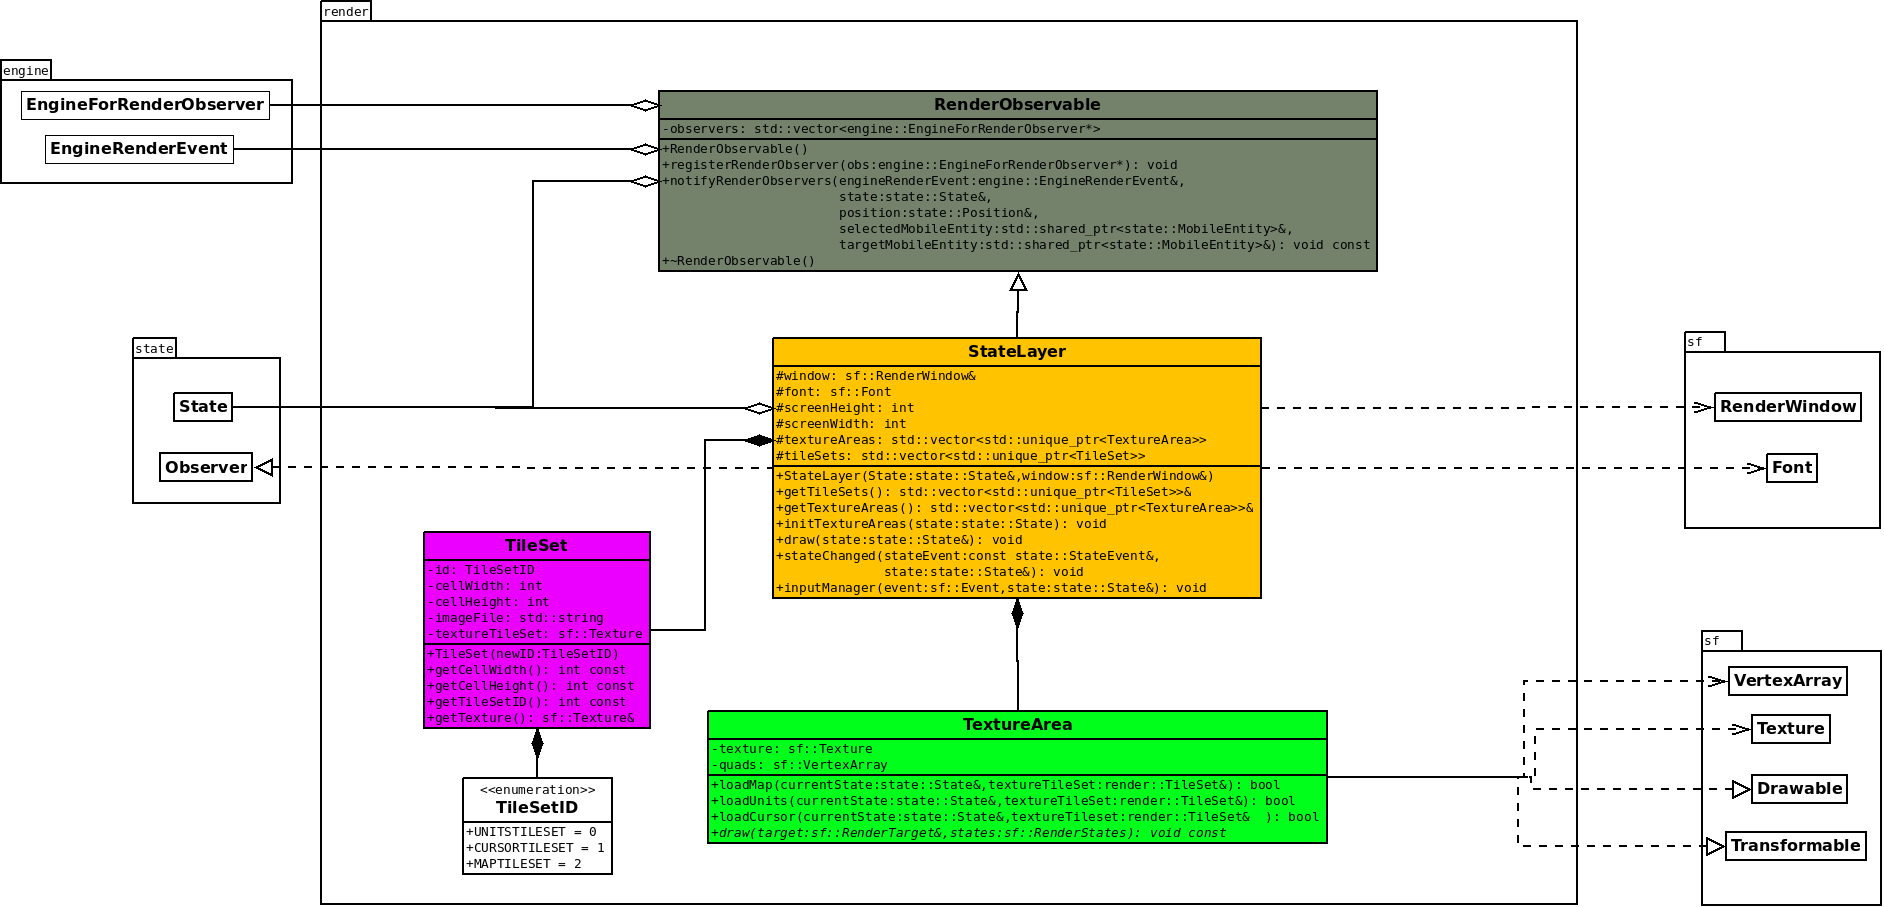 render
engine
EngineForRenderObserver
EngineRenderEvent
RenderObservable
-observers: std::vector<engine::EngineForRenderObserver*>
+RenderObservable()
+registerRenderObserver(obs:engine::EngineForRenderObserver*): void
+notifyRenderObservers(engineRenderEvent:engine::EngineRenderEvent&,
state:state::State&,
position:state::Position&,
selectedMobileEntity:std::shared_ptr<state::MobileEntity>&,
targetMobileEntity:std::shared_ptr<state::MobileEntity>&): void const
+~RenderObservable()
state
State
Observer
StateLayer
#window: sf::RenderWindow&
#font: sf::Font
#screenHeight: int
#screenWidth: int
#textureAreas: std::vector<std::unique_ptr<TextureArea>>
#tileSets: std::vector<std::unique_ptr<TileSet>>
+StateLayer(State:state::State&,window:sf::RenderWindow&)
+getTileSets(): std::vector<std::unique_ptr<TileSet>>&
+getTextureAreas(): std::vector<std::unique_ptr<TextureArea>>&
+initTextureAreas(state:state::State): void
+draw(state:state::State&): void
+stateChanged(stateEvent:const state::StateEvent&,
state:state::State&): void
+inputManager(event:sf::Event,state:state::State&): void
sf
RenderWindow
Font
TileSet
-id: TileSetID
-cellWidth: int
-cellHeight: int
-imageFile: std::string
-textureTileSet: sf::Texture
+TileSet(newID:TileSetID)
+getCellWidth(): int const
+getCellHeight(): int const
+getTileSetID(): int const
+getTexture(): sf::Texture&
<<enumeration>>
TileSetID
+UNITSTILESET = 0
+CURSORTILESET = 1
+MAPTILESET = 2
TextureArea
-texture: sf::Texture
-quads: sf::VertexArray
+loadMap(currentState:state::State&,textureTileSet:render::TileSet&): bool
+loadUnits(currentState:state::State&,textureTileSet:render::TileSet&): bool
+loadCursor(currentState:state::State&,textureTileset:render::TileSet&  ): bool
+draw(target:sf::RenderTarget&,states:sf::RenderStates): void const
sf
VertexArray
Texture
Drawable
Transformable